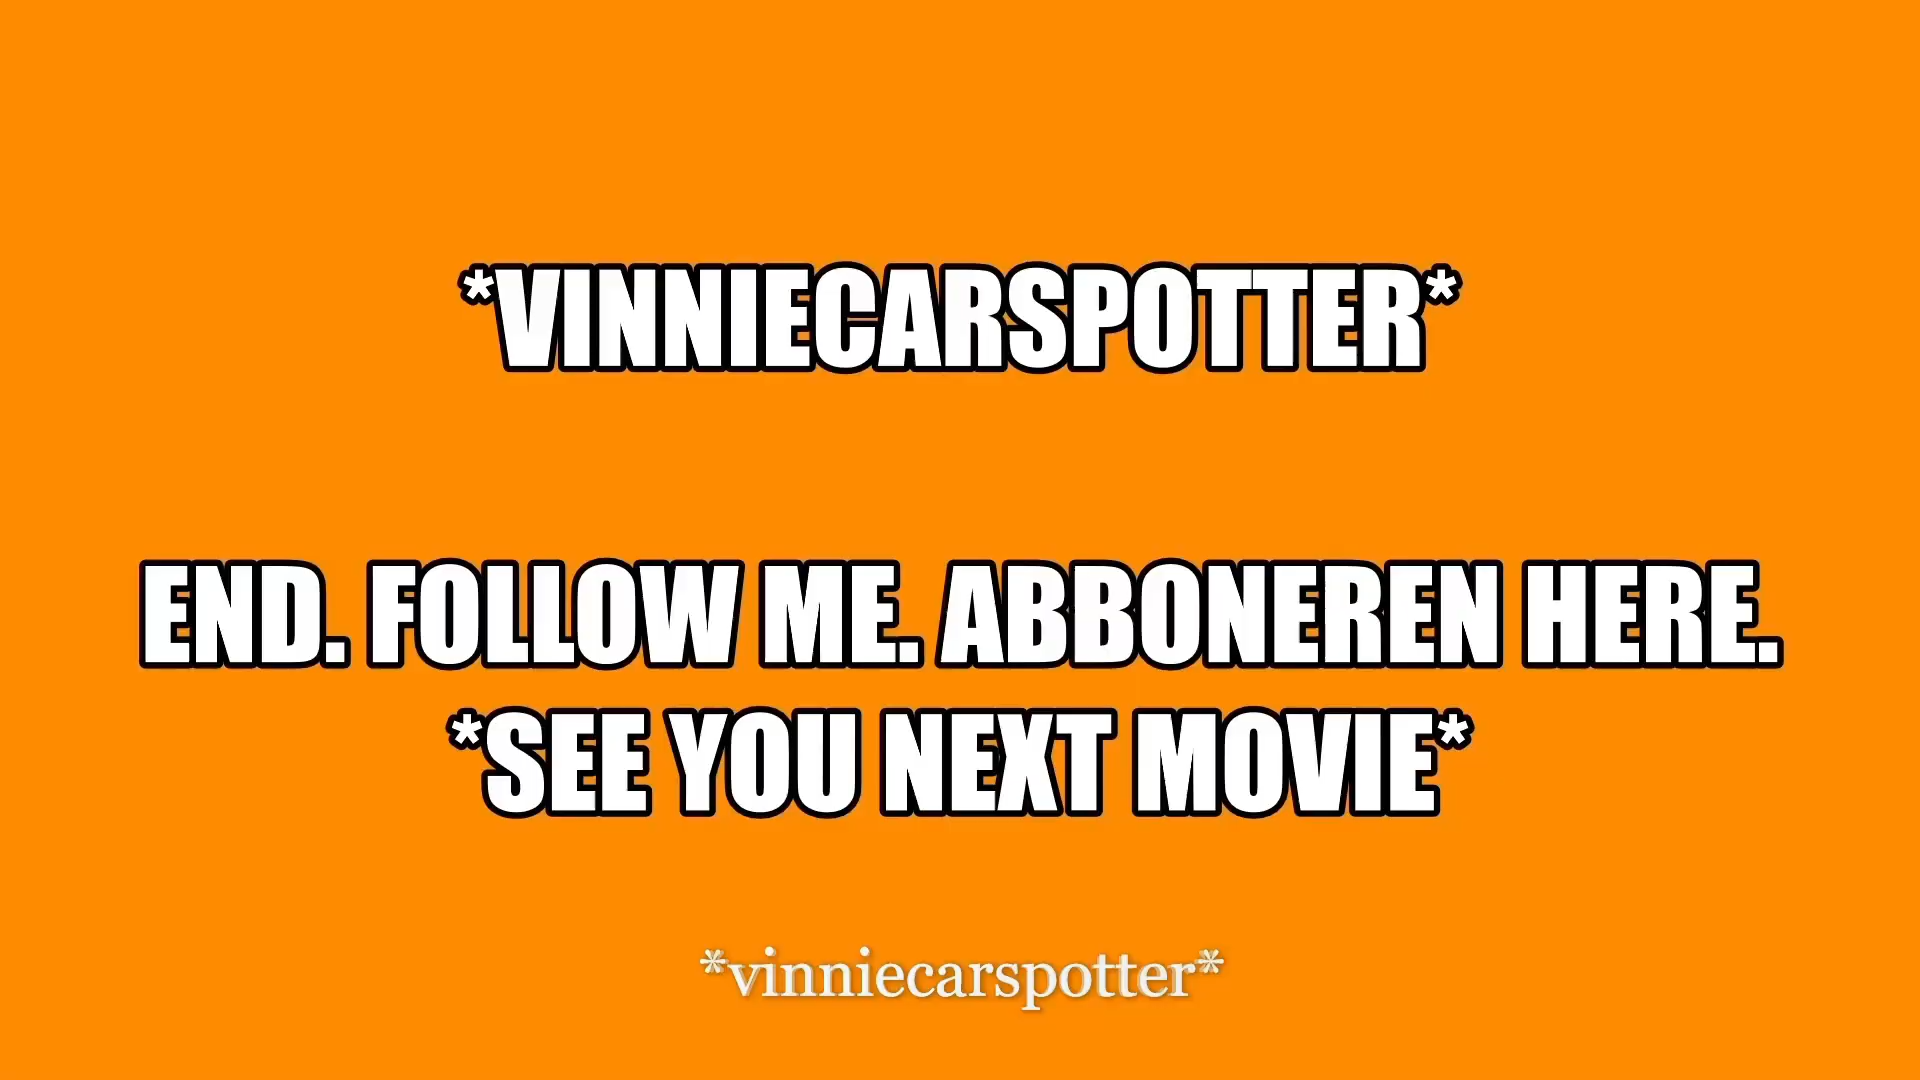 *VINNIECARSPOTTER*
END. FOLLOW ME. ABBONEREN HERE.
*SEE YOU NEXT MOVIE*
*vinniecarspotter*